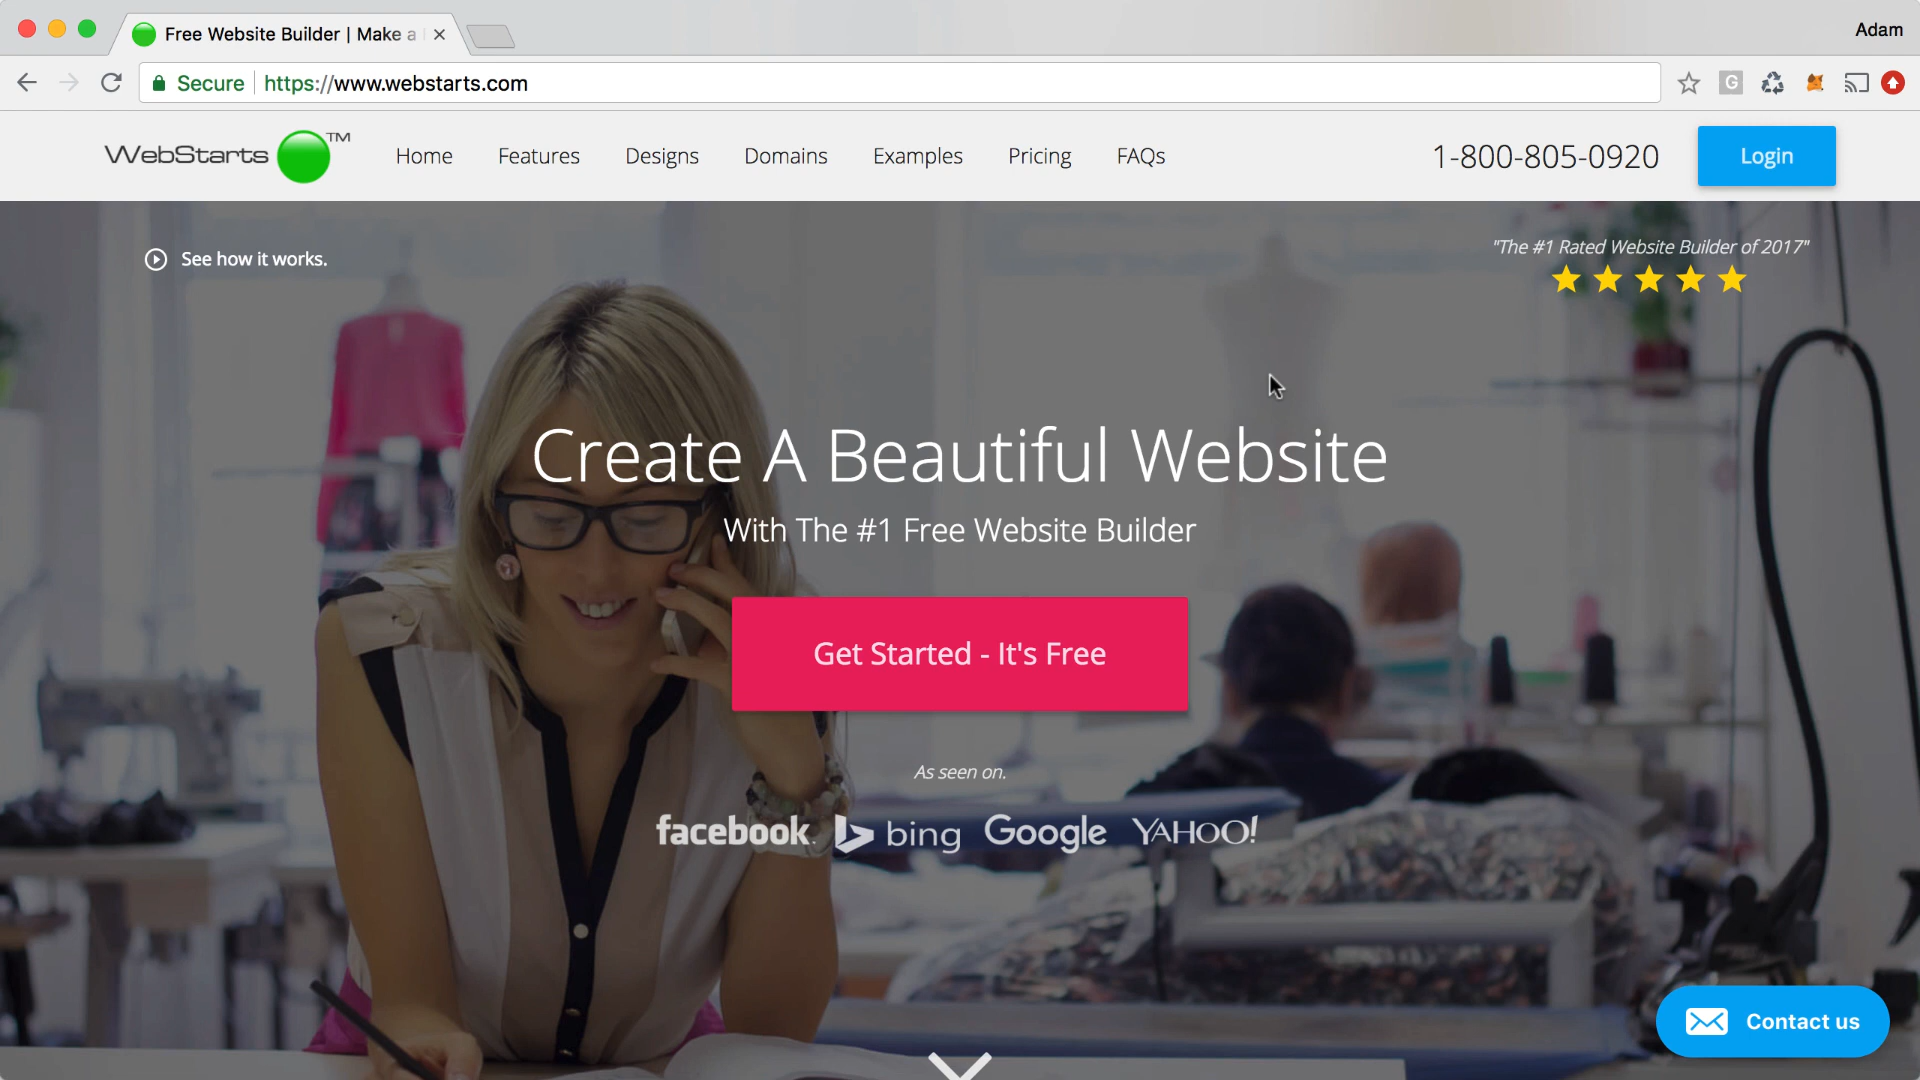 Free Website Builder | Make a
Adam
Secure https://www.webstarts.com
G
WebStarts TM
Home Features Designs Domains Examples Pricing FAQs
1-800-805-0920
Login
See how it works.
"The #1 Rated Website Builder of 2017"
Create A Beautiful Website
With The #1 Free Website Builder
Get Started - It's Free
As seen on.
facebook. bing Google YAHOO!
Contact us